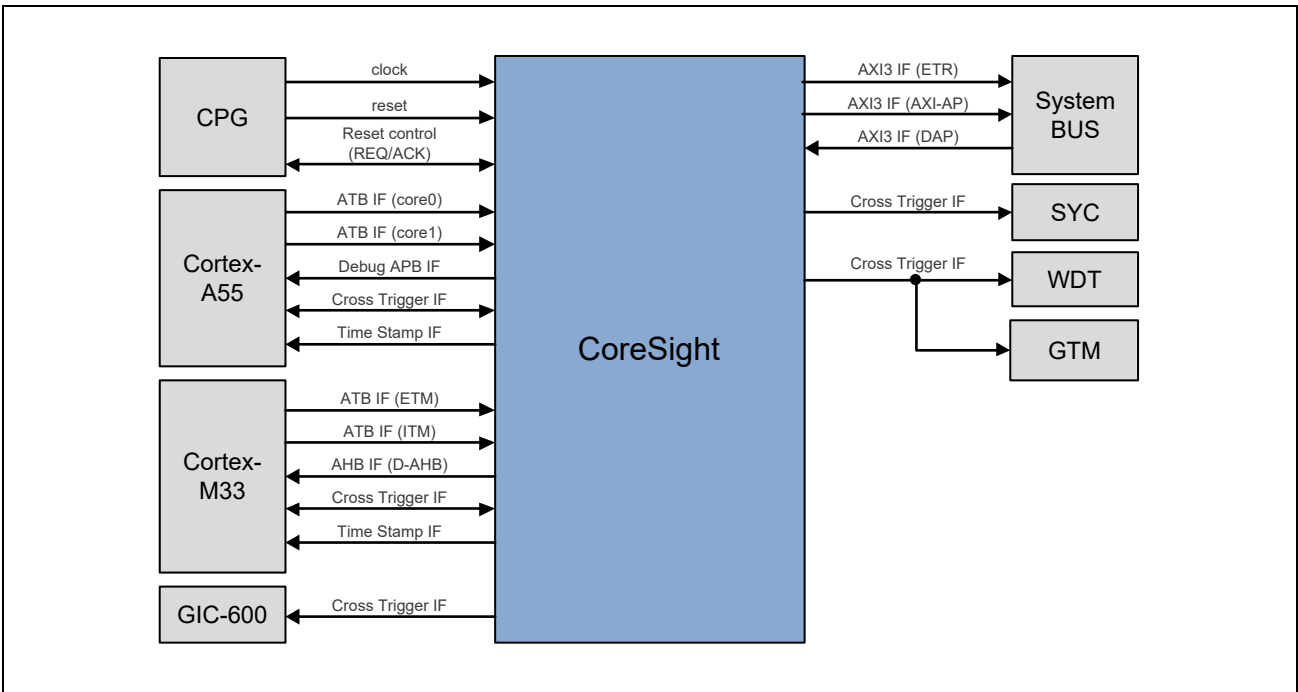 CPG
clock
reset
Reset control
(REQ/ACK)
Cortex-
A55
ATB IF (core0)
ATB IF (core1)
Debug APB IF
Cross Trigger IF
Time Stamp IF
Cortex-
M33
ATB IF (ETM)
ATB IF (ITM)
AHB IF (D-AHB)
Cross Trigger IF
Time Stamp IF
GIC-600
Cross Trigger IF
CoreSight
AXI3 IF (ETR)
AXI3 IF (AXI-AP)
AXI3 IF (DAP)
System
BUS
Cross Trigger IF
SYC
Cross Trigger IF
WDT
GTM